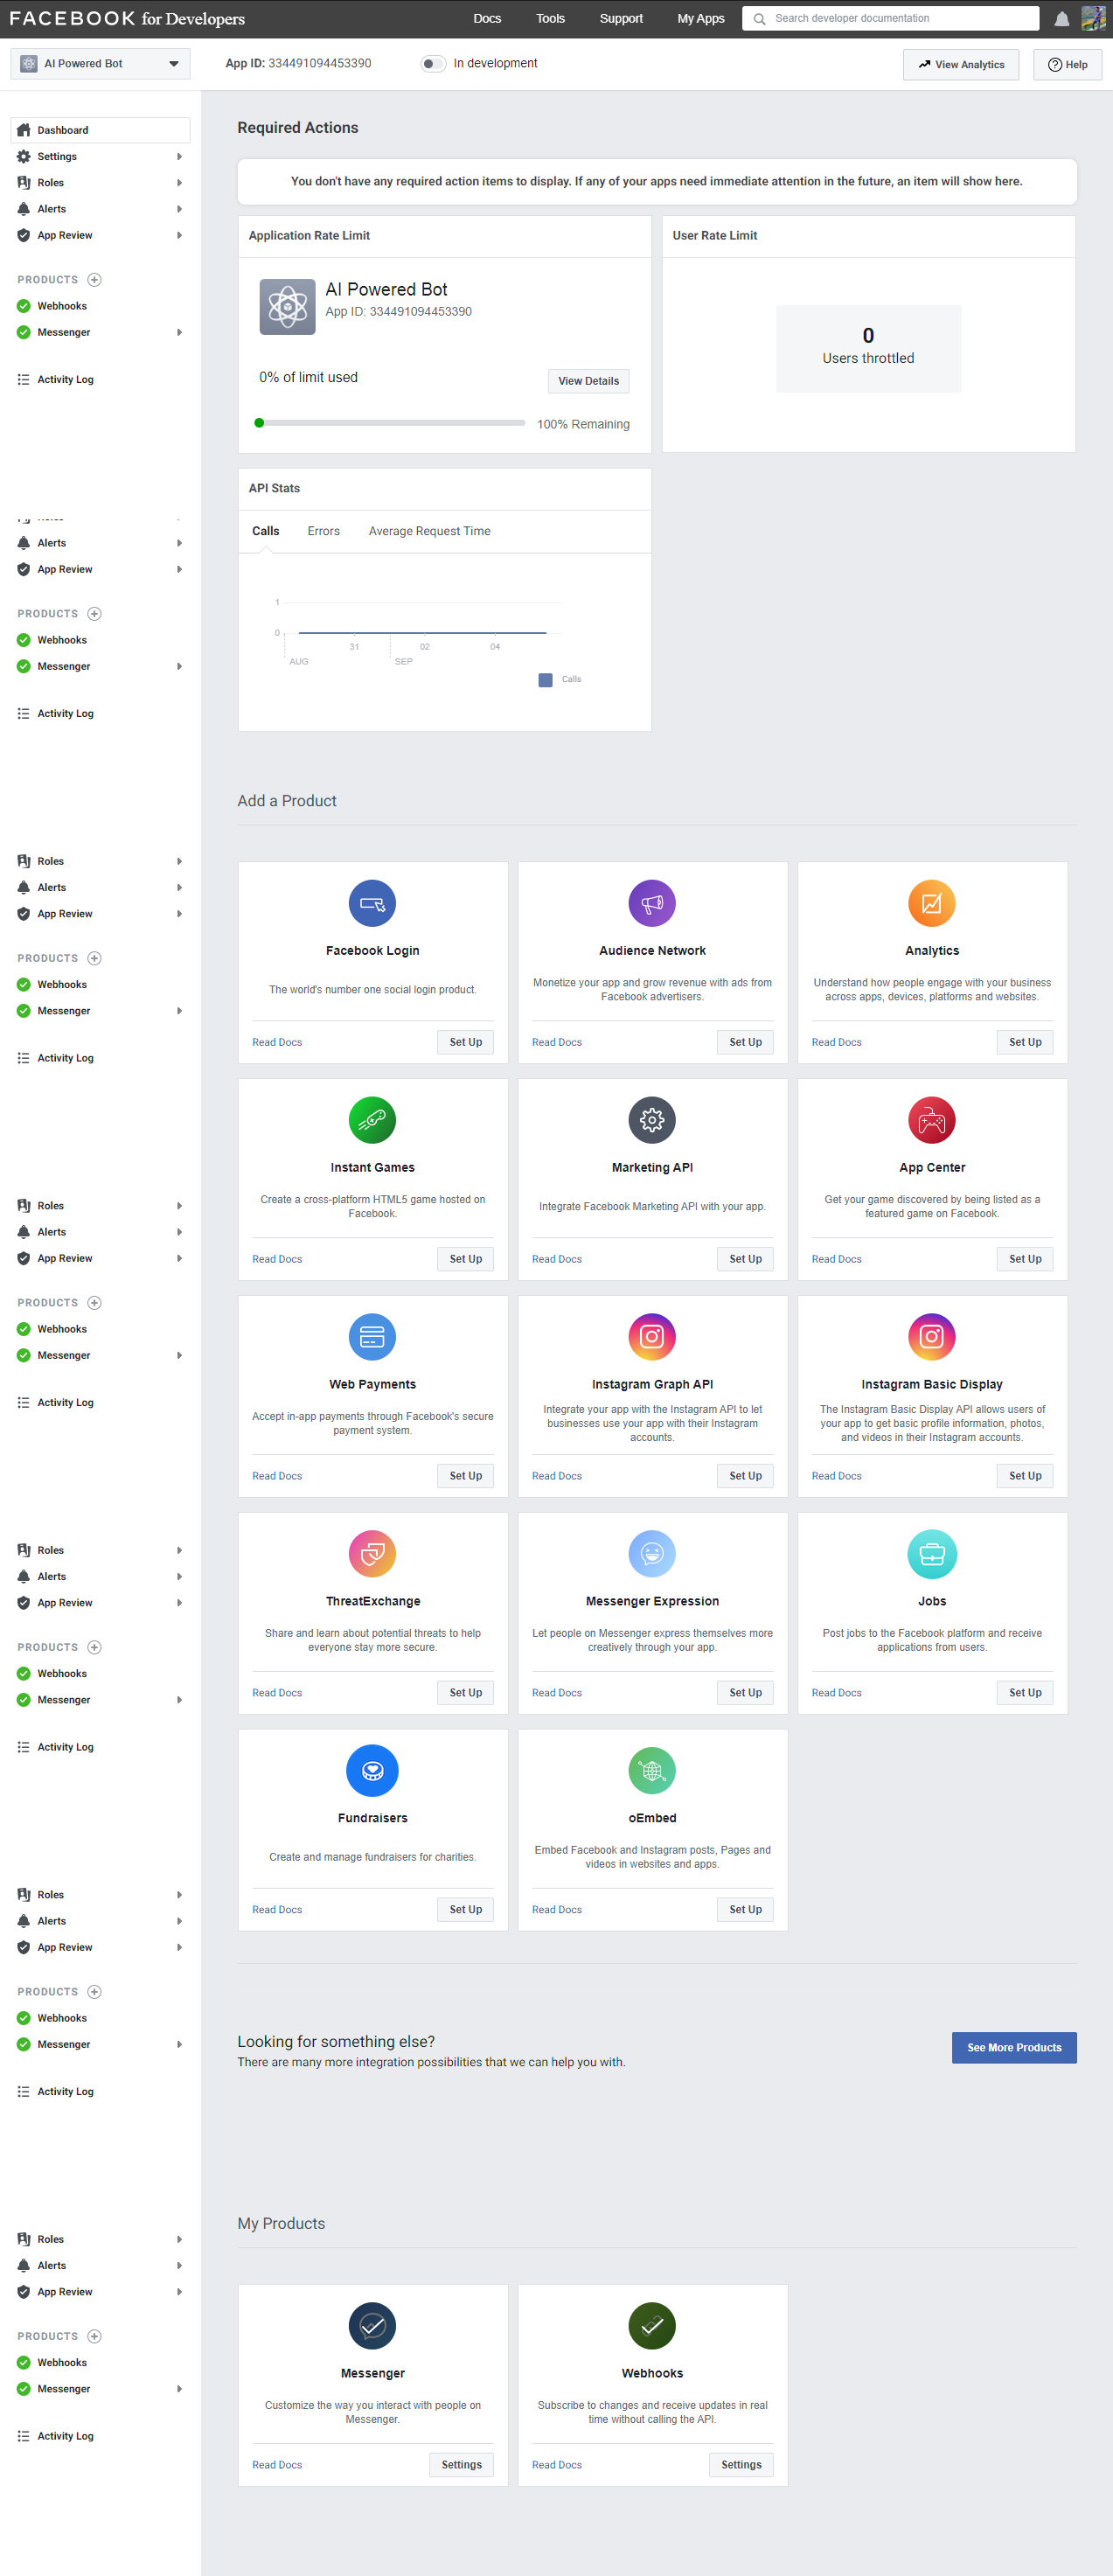 FACEBOOK for Developers
Docs
Tools
Support
My Apps
Search developer documentation
AI Powered Bot
App ID: 334491094453390
In development
View Analytics
Help
Dashboard
Settings
Roles
Alerts
App Review
PRODUCTS
Webhooks
Messenger
Activity Log
Required Actions
You don't have any required action items to display. If any of your apps need immediate attention in the future, an item will show here.
Application Rate Limit
AI Powered Bot
App ID: 334491094453390
0% of limit used
View Details
100% Remaining
User Rate Limit
0
Users throttled
Alerts
App Review
PRODUCTS
Webhooks
Messenger
Activity Log
API Stats
Calls
Errors
Average Request Time
1
0
31
02
04
AUG
SEP
Calls
Add a Product
Roles
Alerts
App Review
PRODUCTS
Webhooks
Messenger
Activity Log
Facebook Login
The world's number one social login product.
Read Docs
Set Up
Audience Network
Monetize your app and grow revenue with ads from
Facebook advertisers.
Read Docs
Set Up
Analytics
Understand how people engage with your business
across apps, devices, platforms and websites.
Read Docs
Set Up
Roles
Alerts
App Review
PRODUCTS
Webhooks
Messenger
Activity Log
Instant Games
Create a cross-platform HTML5 game hosted on
Facebook.
Read Docs
Set Up
Marketing API
Integrate Facebook Marketing API with your app.
Read Docs
Set Up
App Center
Get your game discovered by being listed as a
featured game on Facebook.
Read Docs
Set Up
Web Payments
Accept in-app payments through Facebook's secure
payment system.
Read Docs
Set Up
Instagram Graph API
Integrate your app with the Instagram API to let
businesses use your app with their Instagram
accounts.
Read Docs
Set Up
Instagram Basic Display
The Instagram Basic Display API allows users of
your app to get basic profile information, photos,
and videos in their Instagram accounts.
Read Docs
Set Up
Roles
Alerts
App Review
PRODUCTS
Webhooks
Messenger
Activity Log
ThreatExchange
Share and learn about potential threats to help
everyone stay more secure.
Read Docs
Set Up
Messenger Expression
Let people on Messenger express themselves more
creatively through your app.
Read Docs
Set Up
Jobs
Post jobs to the Facebook platform and receive
applications from users.
Read Docs
Set Up
Fundraisers
Create and manage fundraisers for charities.
Read Docs
Set Up
oEmbed
Embed Facebook and Instagram posts, Pages and
videos in websites and apps.
Read Docs
Set Up
Roles
Alerts
App Review
PRODUCTS
Webhooks
Messenger
Activity Log
Looking for something else?
There are many more integration possibilities that we can help you with.
See More Products
My Products
Roles
Alerts
App Review
PRODUCTS
Webhooks
Messenger
Activity Log
Messenger
Customize the way you interact with people on
Messenger.
Read Docs
Settings
Webhooks
Subscribe to changes and receive updates in real
time without calling the API.
Read Docs
Settings